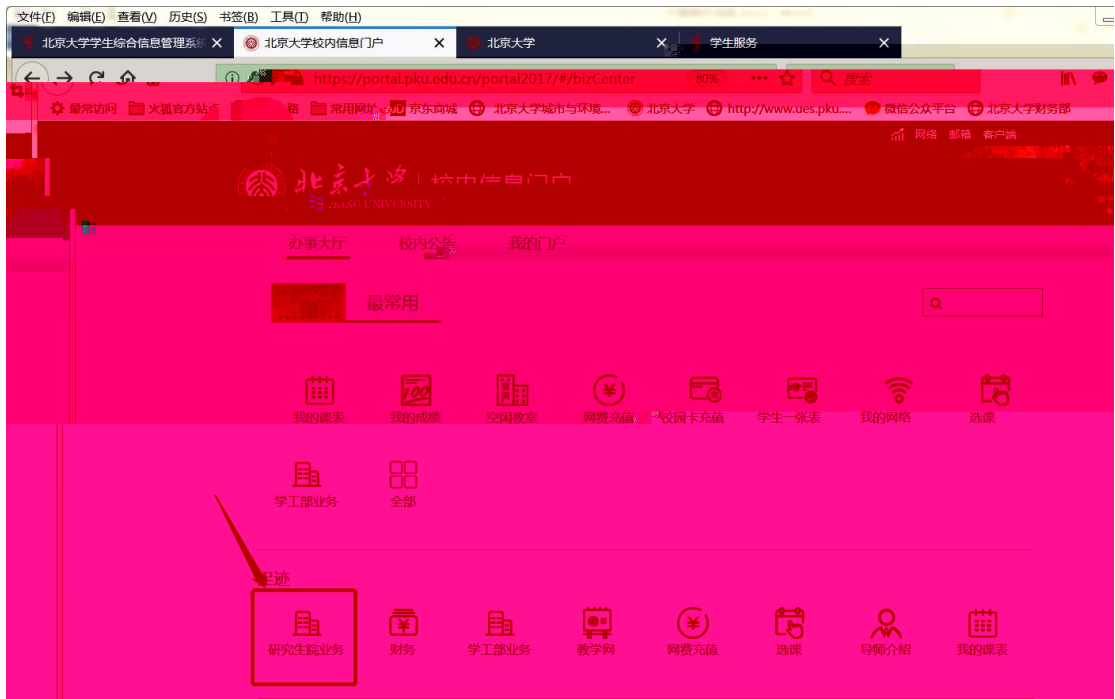 文件(F) 编辑(E) 查看(V) 历史(S) 书签(B) 工具(T) 帮助(H)
北京大学学生综合信息管理系统 北京大学校内信息门户 北京大学 学生服务
https://portal.pku.edu.cn/portal2017/#/bizCenter 80% 搜索
最常访问 火狐官方站点 常用网址 京东商城 北京大学城市与环境... 北京大学 http://www.ues.pku.... 微信公众平台 北京大学财务部
网络 邮箱 客户端
北京大学 校内信息门户
PEKING UNIVERSITY
办事大厅 校内公告 我的门户
最常用
我的课表 我的成绩 空闲教室 网费充值 校园卡充值 学生一张表 我的网络 选课
学工部业务 全部
足迹
研究生院业务 财务 学工部业务 教学网 网费充值 选课 导师介绍 我的课表